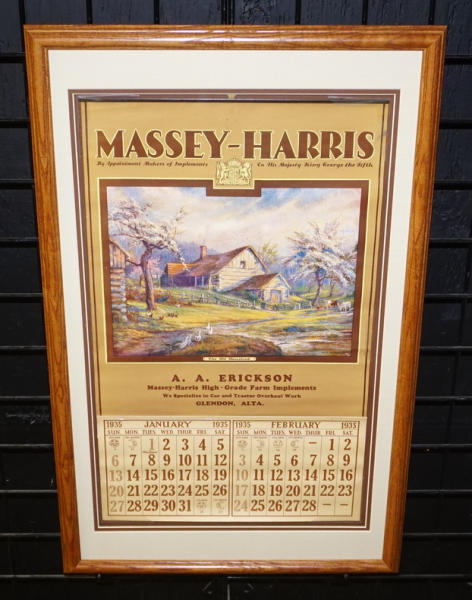 MASSEY-HARRIS
By Appointment Makers of Implements To His Majesty King George the Fifth
The Old Homestead
A. A. ERICKSON
Massey-Harris High-Grade Farm Implements
We Specialize in Car and Tractor Overhaul Work
GLENDON, ALTA.
1935 JANUARY 1935
SUN. MON. TUES. WED. THUR. FRI. SAT.
1 2 3 4 5
6 7 8 9 10 11 12
13 14 15 16 17 18 19
20 21 22 23 24 25 26
27 28 29 30 31
1935 FEBRUARY 1935
SUN. MON. TUES. WED. THUR. FRI. SAT.
1 2
3 4 5 6 7 8 9
10 11 12 13 14 15 16
17 18 19 20 21 22 23
24 25 26 27 28